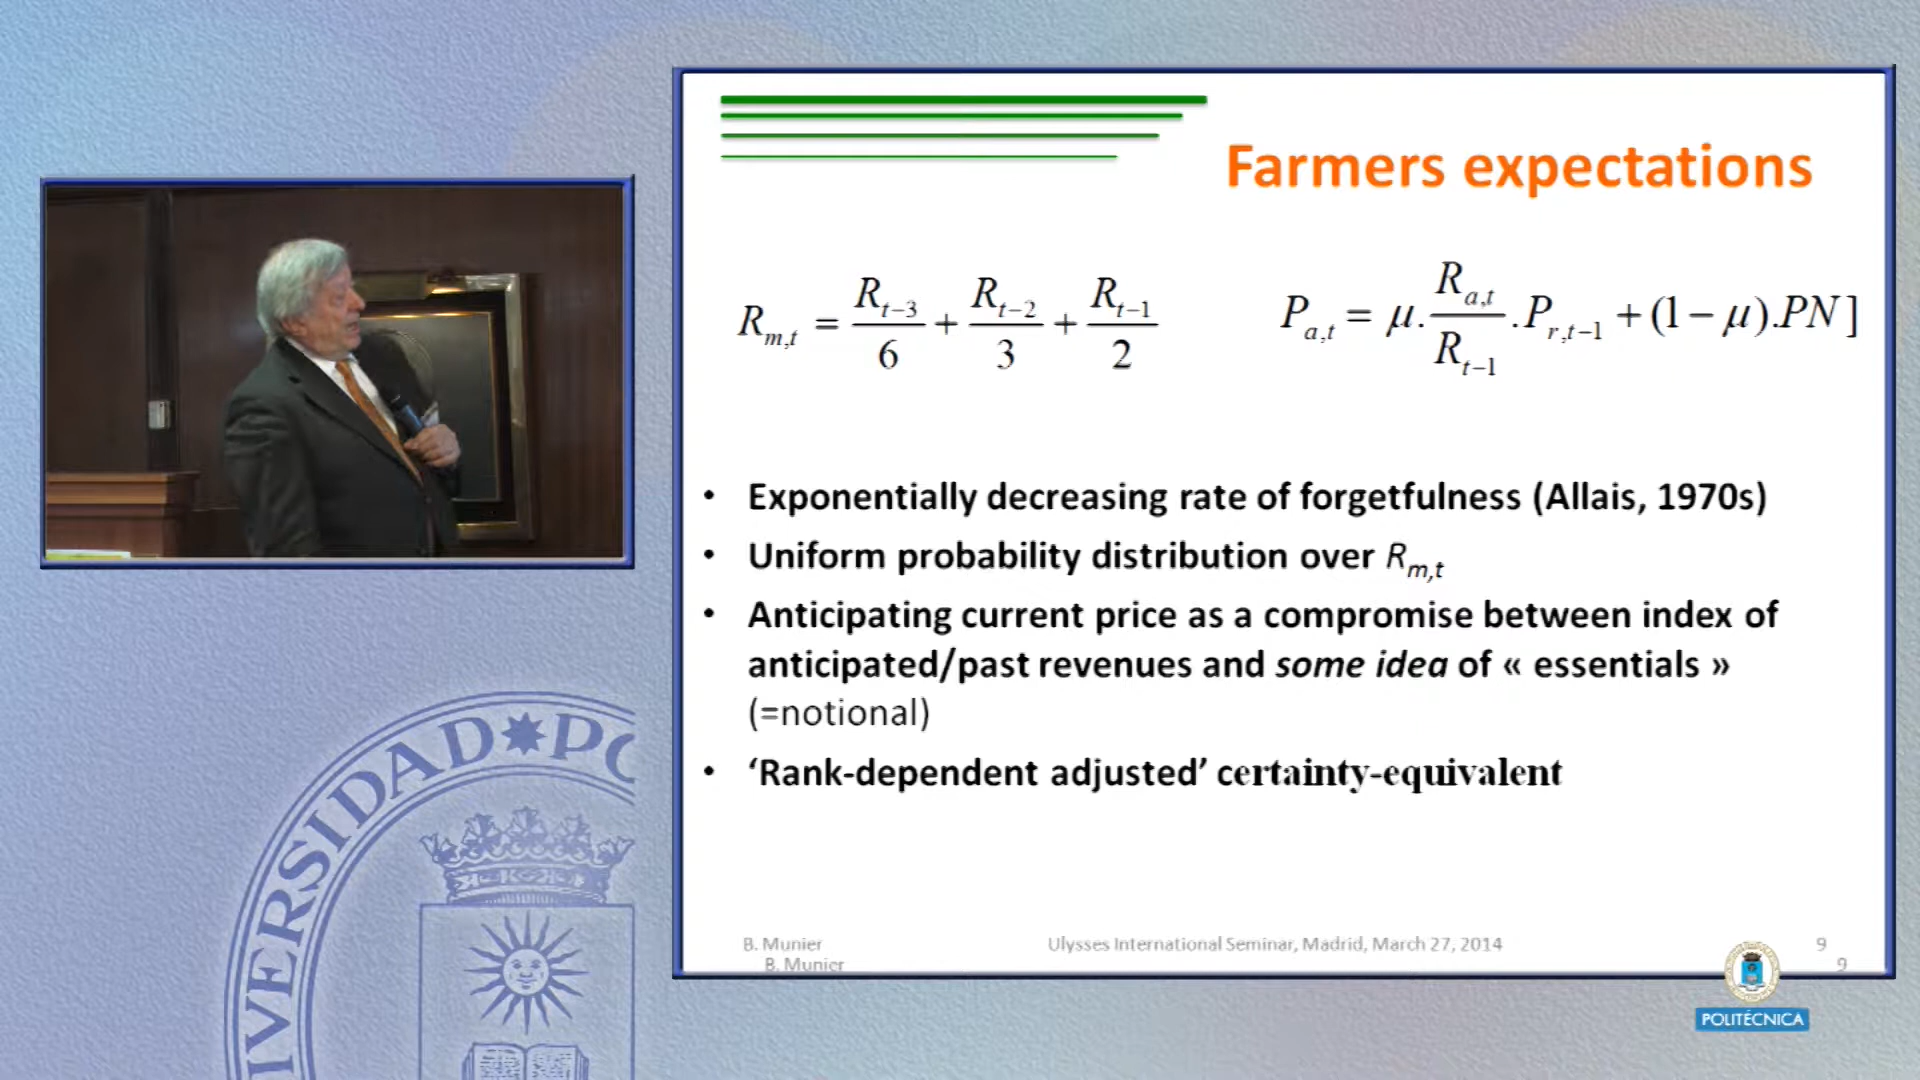 Farmers expectations
R_{m,t} = R_{t-3}/6 + R_{t-2}/3 + R_{t-1}/2
P_{a,t} = μ. R_{a,t}/R_{t-1} .P_{r,t-1} + (1 − μ).PN ]
• Exponentially decreasing rate of forgetfulness (Allais, 1970s)
• Uniform probability distribution over R_{m,t}
• Anticipating current price as a compromise between index of
anticipated/past revenues and some idea of « essentials »
(=notional)
• ‘Rank-dependent adjusted’ certainty-equivalent
B. Munier
Ulysses International Seminar, Madrid, March 27, 2014
9
B. Munier
9
POLITÉCNICA
IVERSIDAD PO